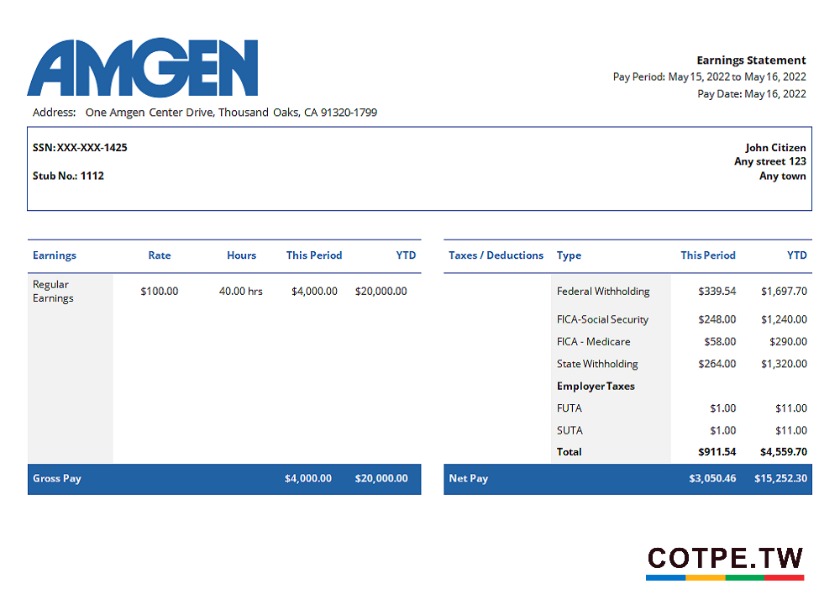 AMGEN
Earnings Statement
Pay Period: May 15, 2022 to May 16, 2022
Pay Date: May 16, 2022
Address: One Amgen Center Drive, Thousand Oaks, CA 91320-1799
SSN: XXX-XXX-1425
Stub No.: 1112
John Citizen
Any street 123
Any town
Earnings Rate Hours This Period YTD
Regular Earnings $100.00 40.00 hrs $4,000.00 $20,000.00
Gross Pay $4,000.00 $20,000.00
Taxes / Deductions Type This Period YTD
Federal Withholding $339.54 $1,697.70
FICA-Social Security $248.00 $1,240.00
FICA - Medicare $58.00 $290.00
State Withholding $264.00 $1,320.00
Employer Taxes
FUTA $1.00 $11.00
SUTA $1.00 $11.00
Total $911.54 $4,559.70
Net Pay $3,050.46 $15,252.30
COTPE.TW